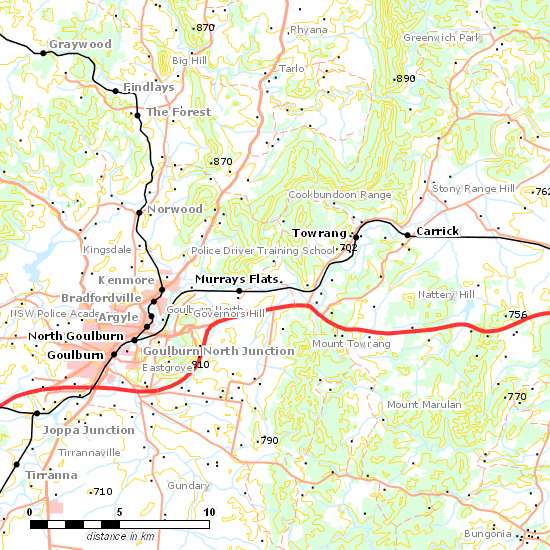 870
Rhyana
Greenwich Park
Graywood
Big Hill
Tarlo
890
Findlays
The Forest
870
Cookbundoon Range
Stony Range Hill
762
Norwood
Towrang
Carrick
Kingsdale
Police Driver Training School
702
Kenmore
Murrays Flats
Bradfordville
Nattery Hill
NSW Police Acade
Argyle
Goulburn North
Governors Hill
756
North Goulburn
Mount Towrang
Goulburn
Goulburn North Junction
Eastgrove
810
770
Mount Marulan
Joppa Junction
790
Tirrannaville
Tirranna
Gundary
710
0 5 10
distance in km
Bungonia